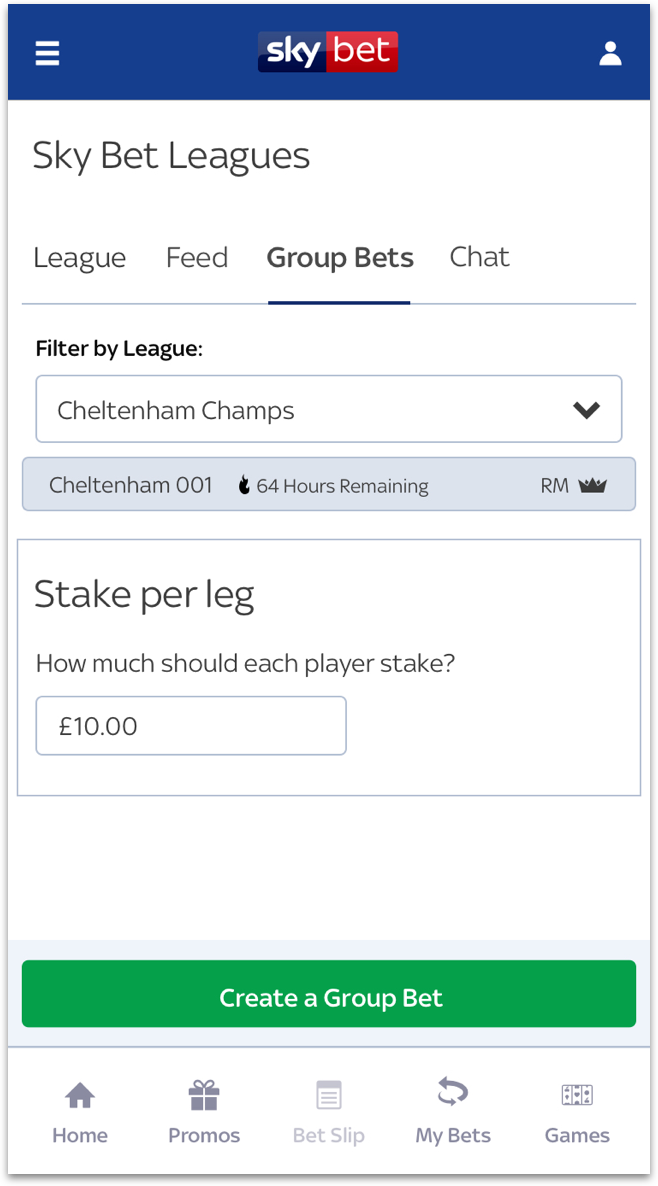 sky bet
Sky Bet Leagues
League Feed Group Bets Chat
Filter by League:
Cheltenham Champs
Cheltenham 001 64 Hours Remaining RM
Stake per leg
How much should each player stake?
£10.00
Create a Group Bet
Home Promos Bet Slip My Bets Games